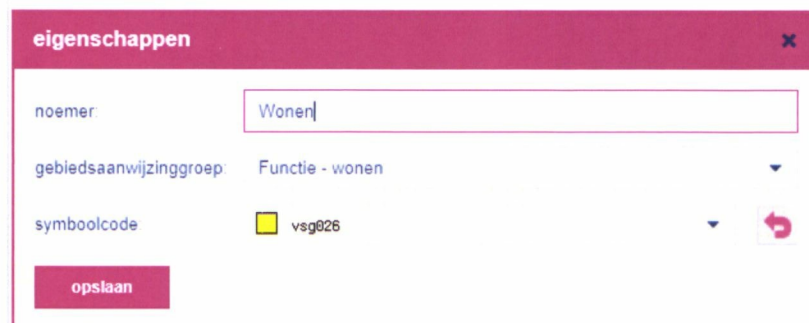 eigenschappen
noemer: Wonen
gebiedsaanwijzinggroep: Functie - wonen
symboolcode vsg026
opslaan